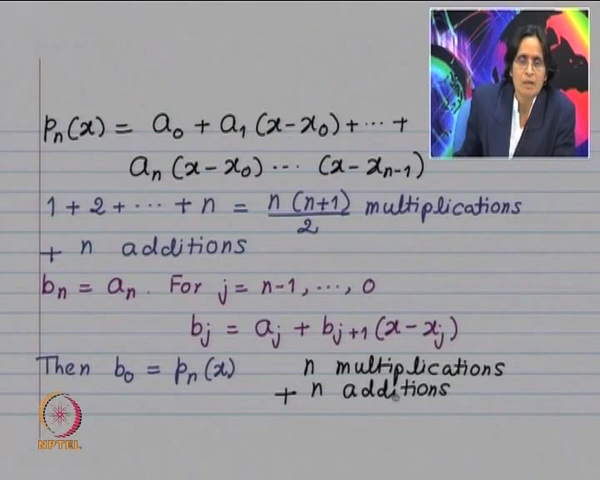 pₙ(x) = a₀ + a₁ (x-x₀) + ... +
aₙ (x-x₀) ... (x-xₙ₋₁)
1 + 2 + ... + n = n (n+1) / 2 multiplications
+ n additions
bₙ = aₙ. For j = n-1, ..., 0
bⱼ = aⱼ + bⱼ₊₁ (x-xⱼ)
Then b₀ = pₙ(x) n multiplications
+ n additions
NPTEL